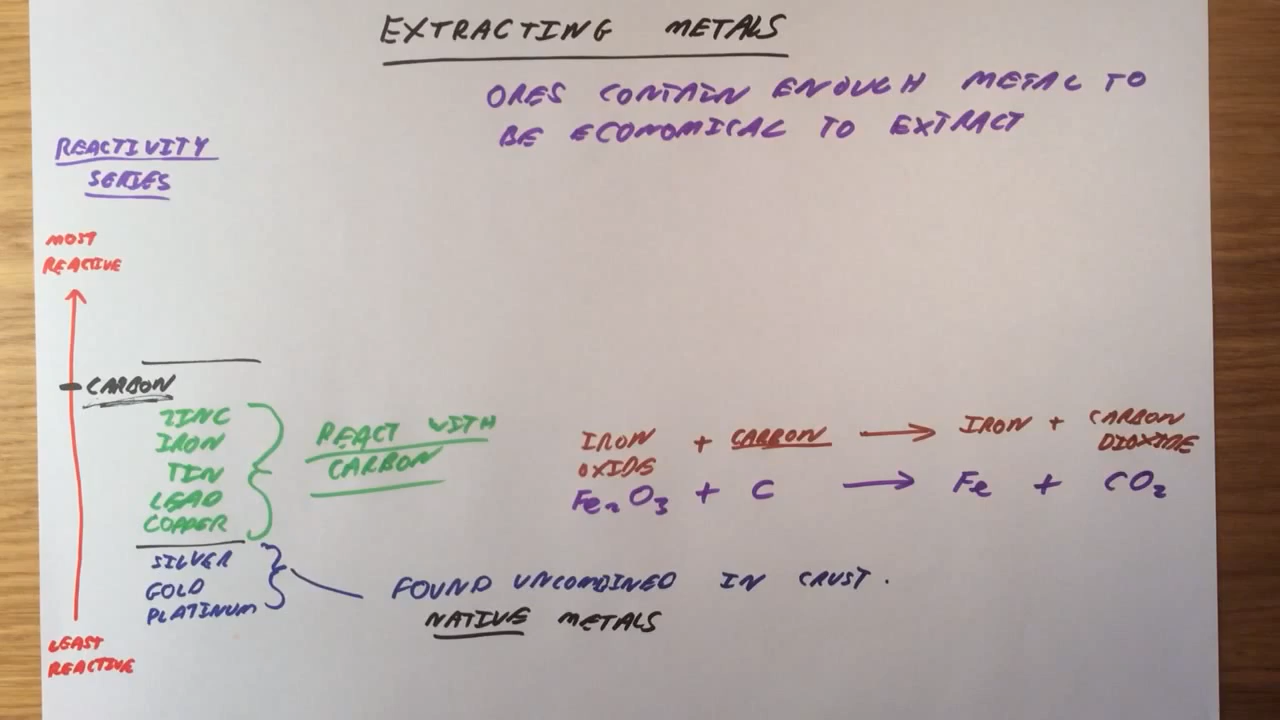 EXTRACTING METALS
ORES CONTAIN ENOUGH METAL TO
BE ECONOMICAL TO EXTRACT
REACTIVITY
SERIES
MOST
REACTIVE
CARBON
ZINC
IRON
TIN
LEAD
COPPER
REACT WITH
CARBON
IRON OXIDE + CARBON → IRON + CARBON DIOXIDE
Fe₂O₃ + C → Fe + CO₂
SILVER
GOLD
PLATINUM
FOUND UNCOMBINED IN CRUST.
NATIVE METALS
LEAST
REACTIVE